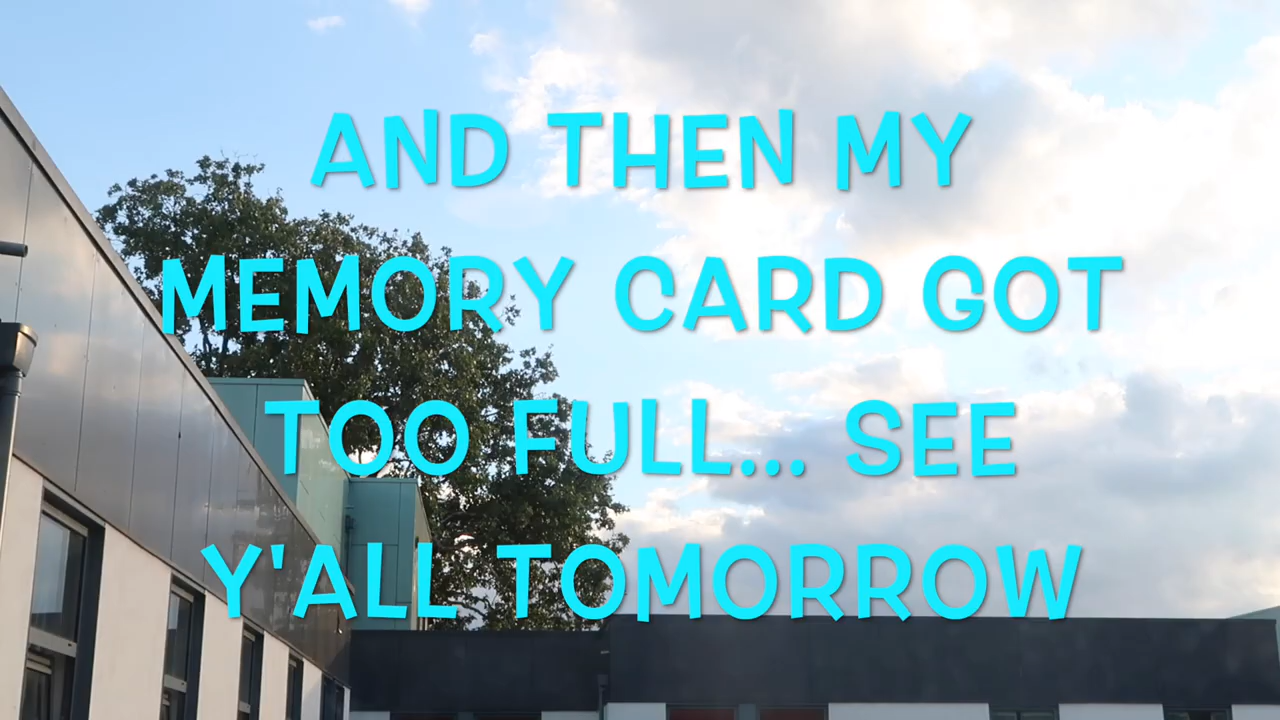 AND THEN MY
MEMORY CARD GOT
TOO FULL... SEE
Y'ALL TOMORROW